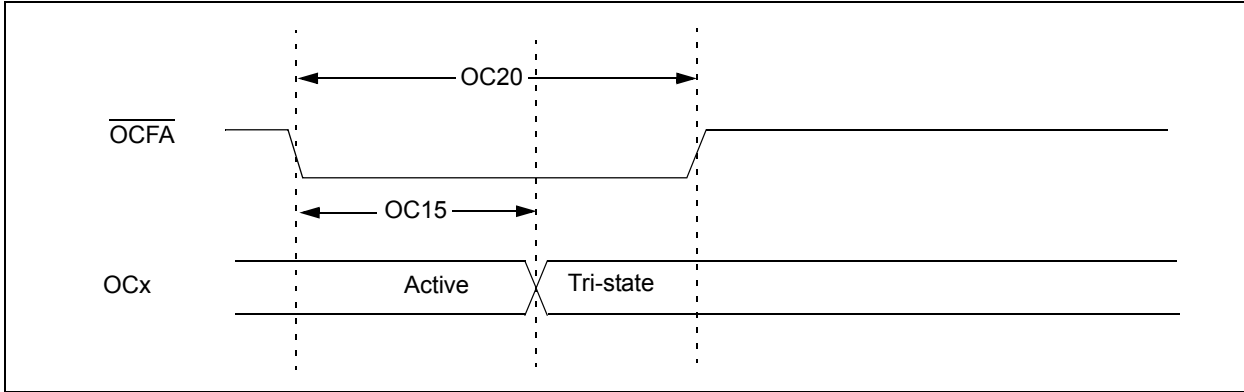 OC20
OCFA
OC15
OCx
Active
Tri-state